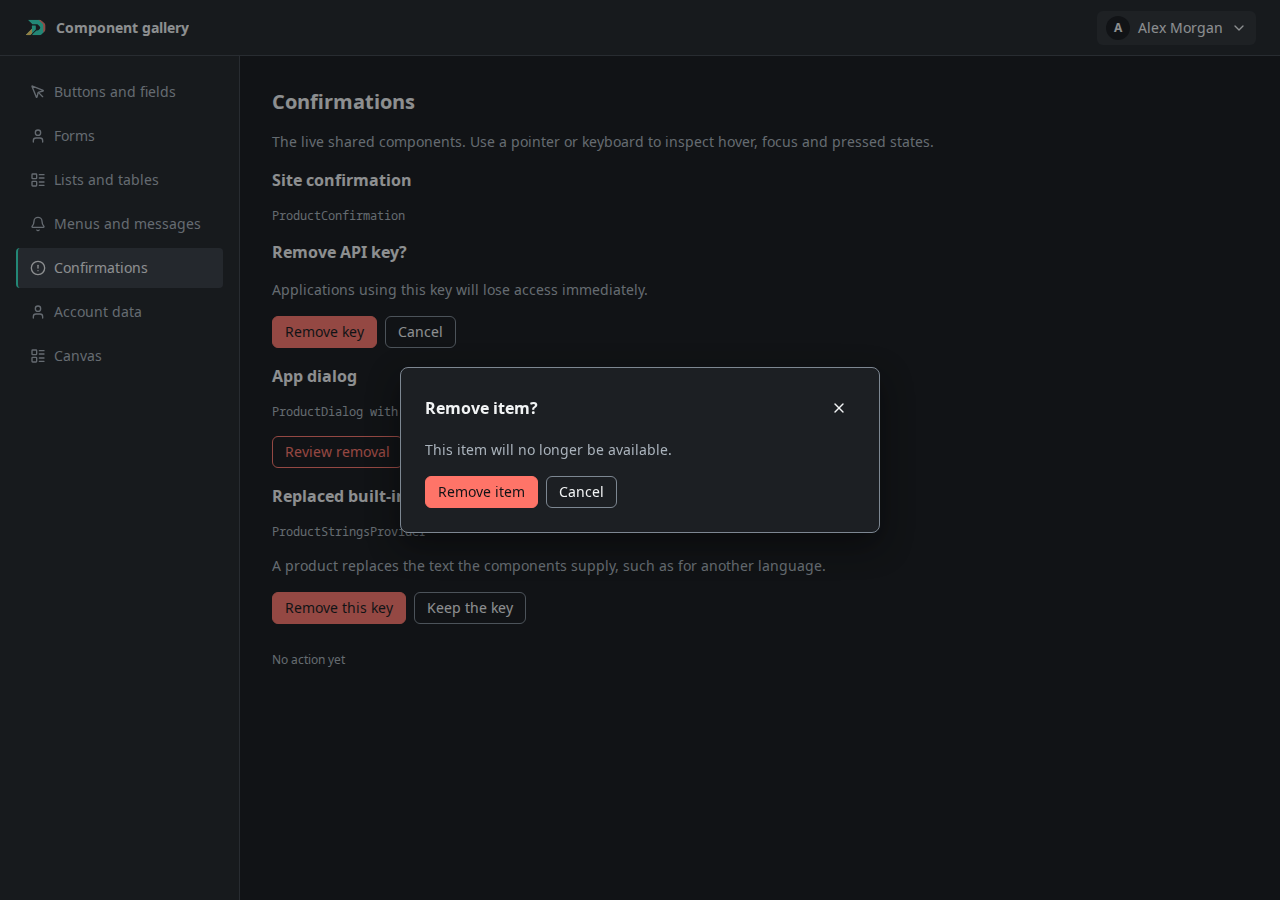 Component gallery
A
Alex Morgan
Buttons and fields
Forms
Lists and tables
Menus and messages
Confirmations
Account data
Canvas
Confirmations
The live shared components. Use a pointer or keyboard to inspect hover, focus and pressed states.
Site confirmation
ProductConfirmation
Remove API key?
Applications using this key will lose access immediately.
Remove key
Cancel
App dialog
ProductDialog with
Review removal
Remove item?
This item will no longer be available.
Remove item
Cancel
Replaced built-in
ProductStringsProvider
A product replaces the text the components supply, such as for another language.
Remove this key
Keep the key
No action yet